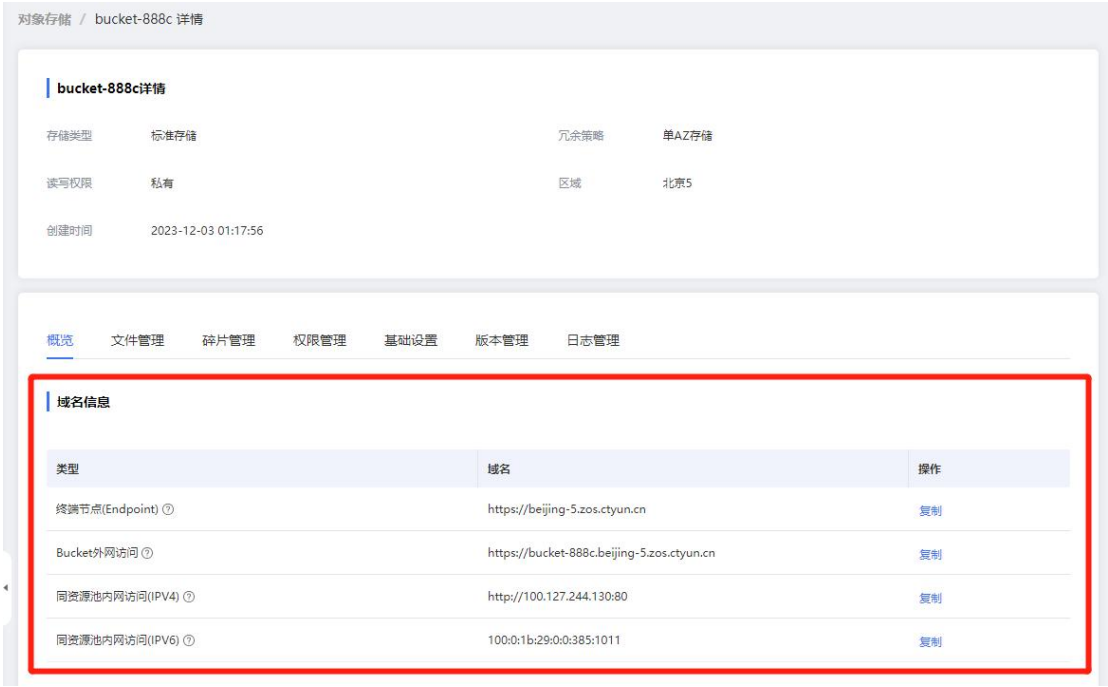 对象存储 / bucket-888c 详情
bucket-888c详情
存储类型 标准存储 冗余策略 单AZ存储
读写权限 私有 区域 北京5
创建时间 2023-12-03 01:17:56
概览 文件管理 碎片管理 权限管理 基础设置 版本管理 日志管理
域名信息
类型 域名 操作
终端节点(Endpoint) https://beijing-5.zos.ctyun.cn 复制
Bucket外网访问 https://bucket-888c.beijing-5.zos.ctyun.cn 复制
同资源池内网访问(IPV4) http://100.127.244.130:80 复制
同资源池内网访问(IPV6) 100:0:1b:29:0:0:385:1011 复制